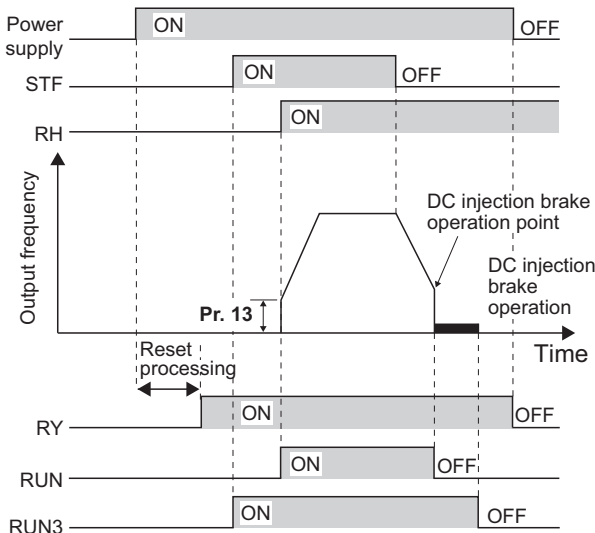 Power
supply
ON
OFF
STF
ON
OFF
RH
ON
Output frequency
DC injection brake
operation point
DC injection
brake
operation
Pr. 13
Time
Reset
processing
RY
ON
OFF
RUN
ON
OFF
RUN3
ON
OFF